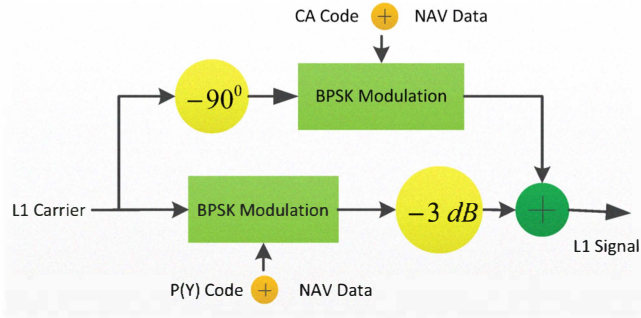 CA Code + NAV Data
−90⁰
BPSK Modulation
L1 Carrier
BPSK Modulation
−3 dB
+
L1 Signal
P(Y) Code + NAV Data